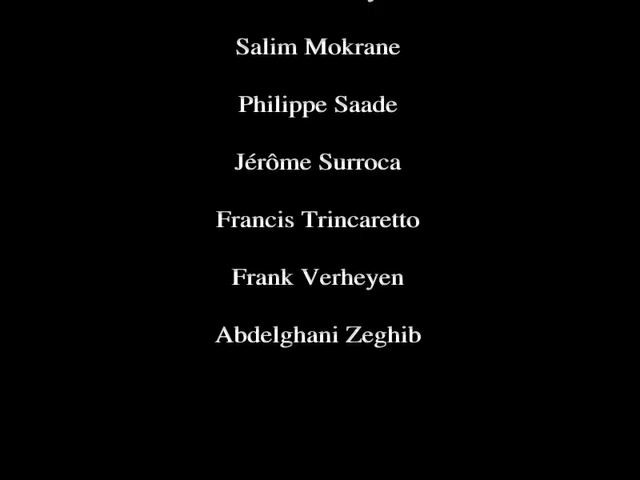 Salim Mokrane
Philippe Saade
Jérôme Surroca
Francis Trincaretto
Frank Verheyen
Abdelghani Zeghib